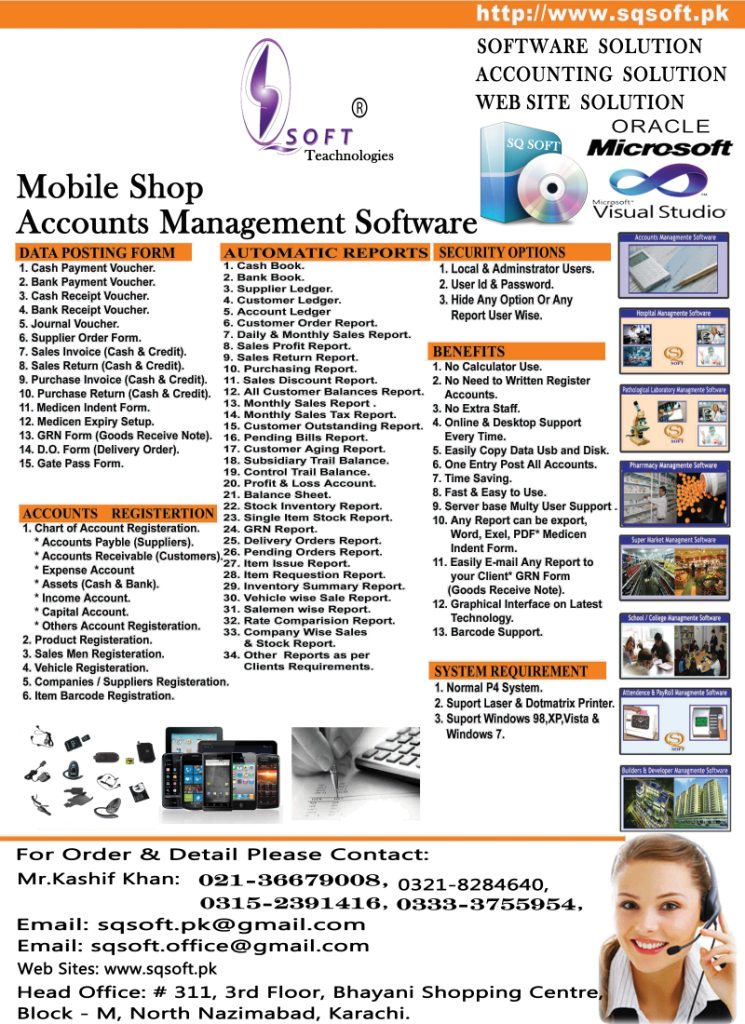 http://www.sqsoft.pk
SOFTWARE SOLUTION
ACCOUNTING SOLUTION
WEB SITE SOLUTION
SOFT ®
Teachnologies
SQ SOFT
ORACLE
Microsoft
Microsoft
Visual Studio
Mobile Shop
Accounts Management Software
DATA POSTING FORM
1. Cash Payment Voucher.
2. Bank Payment Voucher.
3. Cash Receipt Voucher.
4. Bank Receipt Voucher.
5. Journal Voucher.
6. Supplier Order Form.
7. Sales Invoice (Cash & Credit).
8. Sales Return (Cash & Credit).
9. Purchase Invoice (Cash & Credit).
10. Purchase Return (Cash & Credit).
11. Medicen Indent Form.
12. Medicen Expiry Setup.
13. GRN Form (Goods Receive Note).
14. D.O. Form (Delivery Order).
15. Gate Pass Form.
ACCOUNTS REGISTERTION
1. Chart of Account Registeration.
* Accounts Payble (Suppliers).
* Accounts Receivable (Customers).
* Expense Account
* Assets (Cash & Bank).
* Income Account.
* Capital Account.
* Others Account Registeration.
2. Product Registeration.
3. Sales Men Registeration.
4. Vehicle Registeration.
5. Companies / Suppliers Registeration.
6. Item Barcode Registration.
AUTOMATIC REPORTS
1. Cash Book.
2. Bank Book.
3. Supplier Ledger.
4. Customer Ledger.
5. Account Ledger
6. Customer Order Report.
7. Daily & Monthly Sales Report.
8. Sales Profit Report.
9. Sales Return Report.
10. Purchasing Report.
11. Sales Discount Report.
12. All Customer Balances Report.
13. Monthly Sales Report .
14. Monthly Sales Tax Report.
15. Customer Outstanding Report.
16. Pending Bills Report.
17. Customer Aging Report.
18. Subsidiary Trail Balance.
19. Control Trail Balance.
20. Profit & Loss Account.
21. Balance Sheet.
22. Stock Inventory Report.
23. Single Item Stock Report.
24. GRN Report.
25. Delivery Orders Report.
26. Pending Orders Report.
27. Item Issue Report.
28. Item Requestion Report.
29. Inventory Summary Report.
30. Vehicle wise Sale Report.
31. Salemen wise Report.
32. Rate Comparision Report.
33. Company Wise Sales
& Stock Report.
34. Other Reports as per
Clients Requirements.
SECURITY OPTIONS
1. Local & Adminstrator Users.
2. User Id & Password.
3. Hide Any Option Or Any
Report User Wise.
BENEFITS
1. No Calculator Use.
2. No Need to Written Register
Accounts.
3. No Extra Staff.
4. Online & Desktop Support
Every Time.
5. Easily Copy Data Usb and Disk.
6. One Entry Post All Accounts.
7. Time Saving.
8. Fast & Easy to Use.
9. Server base Multy User Support .
10. Any Report can be export,
Word, Exel, PDF* Medicen
Indent Form.
11. Easily E-mail Any Report to
your Client* GRN Form
(Goods Receive Note).
12. Graphical Interface on Latest
Technology.
13. Barcode Support.
SYSTEM REQUIREMENT
1. Normal P4 System.
2. Suport Laser & Dotmatrix Printer.
3. Suport Windows 98,XP,Vista &
Windows 7.
Accounts Managmente Software
Hospital Managmente Software
SOFT
Pathological Laboratory Managmente Software
SOFT
Pharrmacy Managmente Software
Super Market Managment Software
School / College Managmente Software
Attendence & PayRoll Managmente Software
SOFT
Builders & Developer Managmente Software
For Order & Detail Please Contact:
Mr.Kashif Khan: 021-36679008, 0321-8284640,
0315-2391416, 0333-3755954,
Email: sqsoft.pk@gmail.com
Email: sqsoft.office@gmail.com
Web Sites: www.sqsoft.pk
Head Office: # 311, 3rd Floor, Bhayani Shopping Centre,
Block - M, North Nazimabad, Karachi.